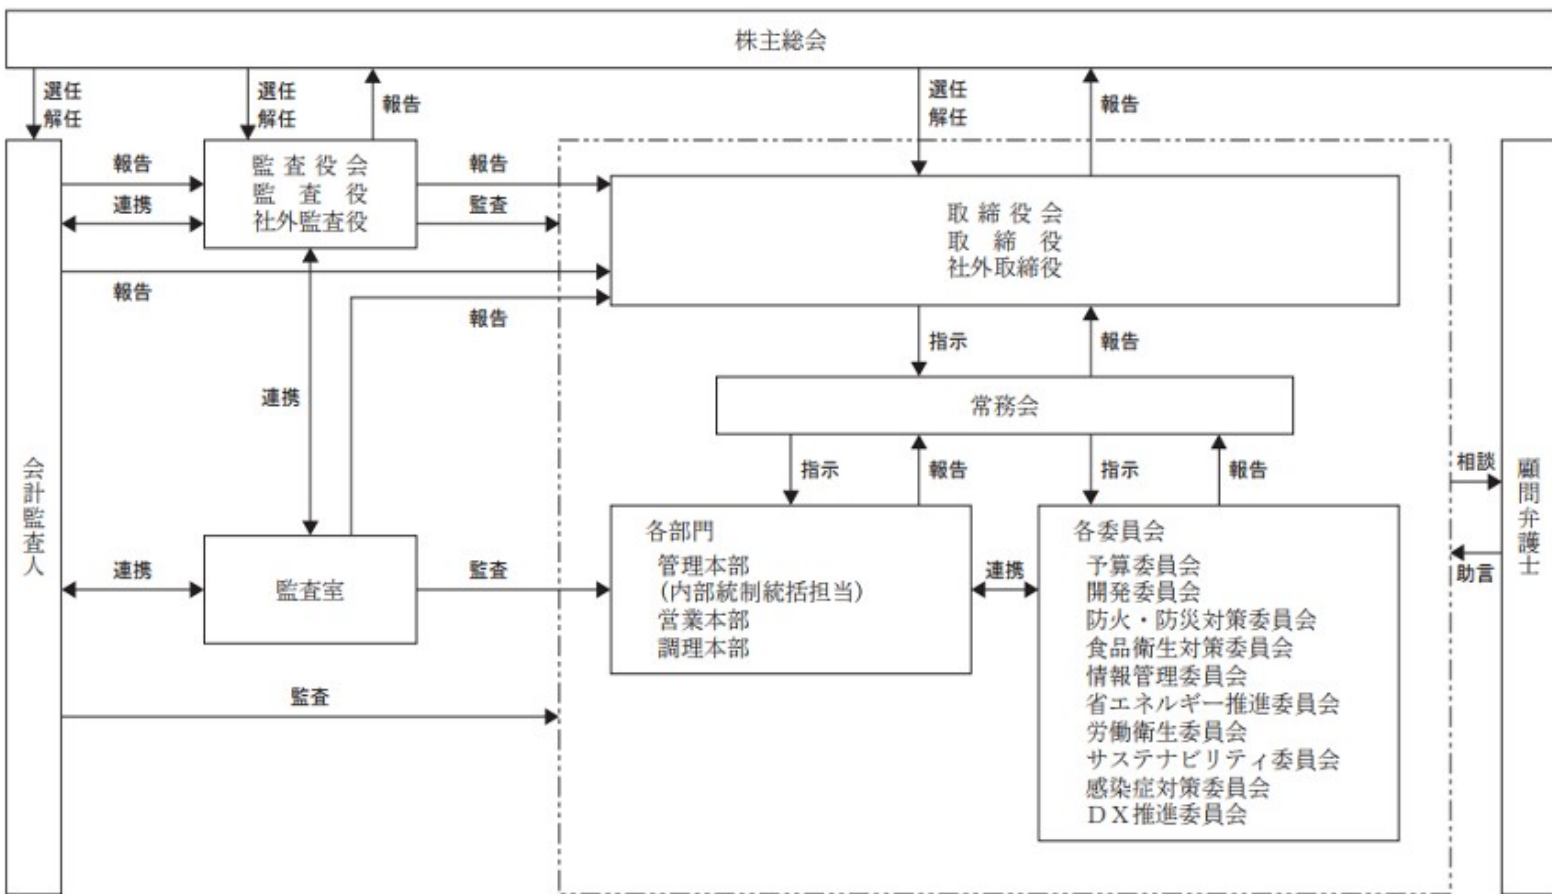 株主総会
選任
解任
選任
解任
報告
選任
解任
報告
会計監査人
報告
連携
監査役会
監査役
社外監査役
報告
監査
取締役会
取締役
社外取締役
報告
報告
指示
報告
連携
常務会
指示
報告
指示
報告
相談
助言
顧問弁護士
連携
監査室
監査
各部門
管理本部
(内部統制統括担当)
営業本部
調理本部
連携
各委員会
予算委員会
開発委員会
防火・防災対策委員会
食品衛生対策委員会
情報管理委員会
省エネルギー推進委員会
労働衛生委員会
サステナビリティ委員会
感染症対策委員会
DX推進委員会
監査